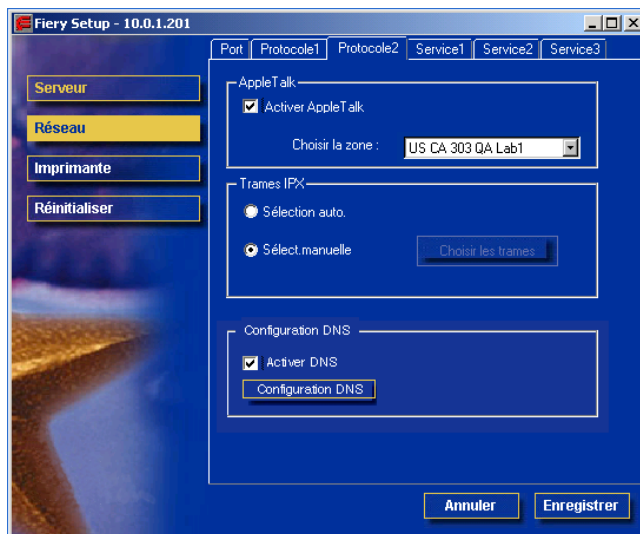 Fiery Setup - 10.0.1.201
Port Protocole1 Protocole2 Service1 Service2 Service3
Serveur
Réseau
Imprimante
Réinitialiser
AppleTalk
Activer AppleTalk
Choisir la zone : US CA 303 QA Lab1
Trames IPX
Sélection auto.
Sélect.manuelle Choisir les trames
Configuration DNS
Activer DNS
Configuration DNS
Annuler Enregistrer